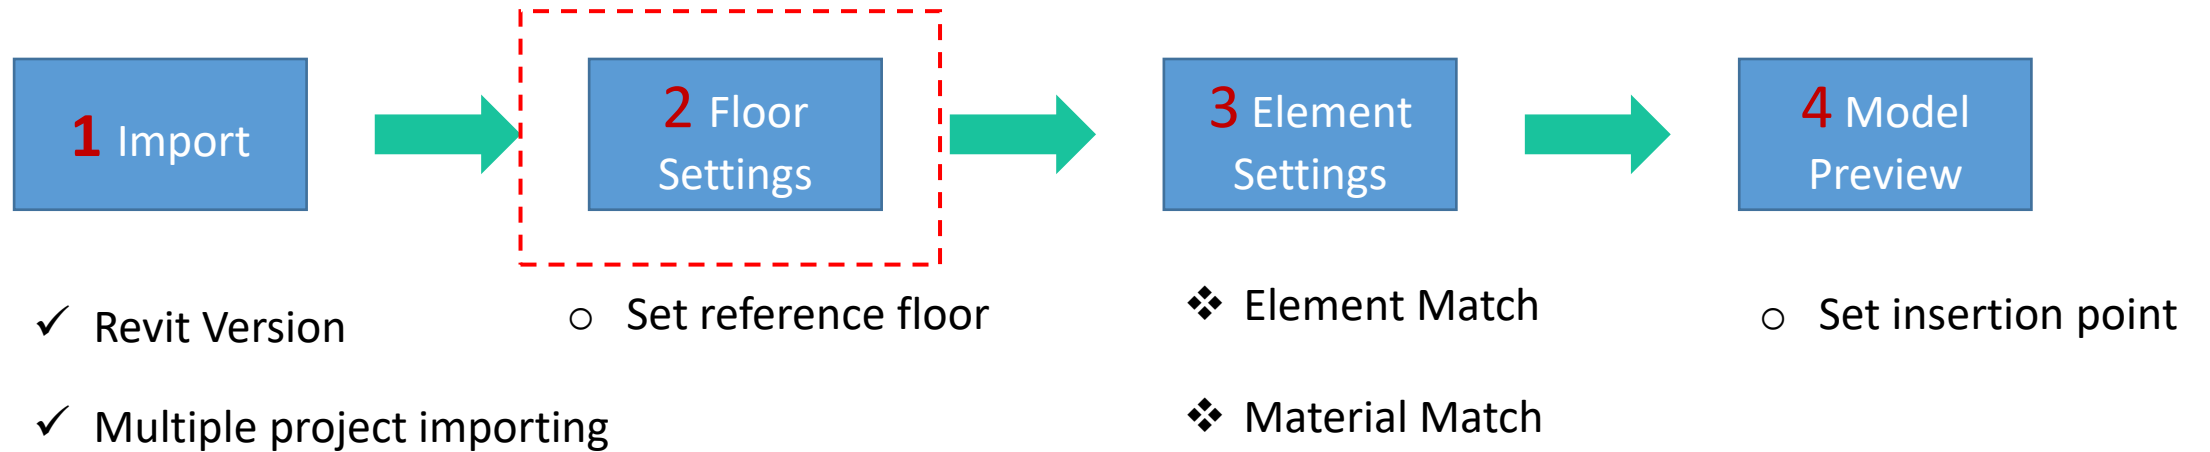 1 Import
2 Floor
Settings
3 Element
Settings
4 Model
Preview
✓ Revit Version
✓ Multiple project importing
○ Set reference floor
❖ Element Match
❖ Material Match
○ Set insertion point